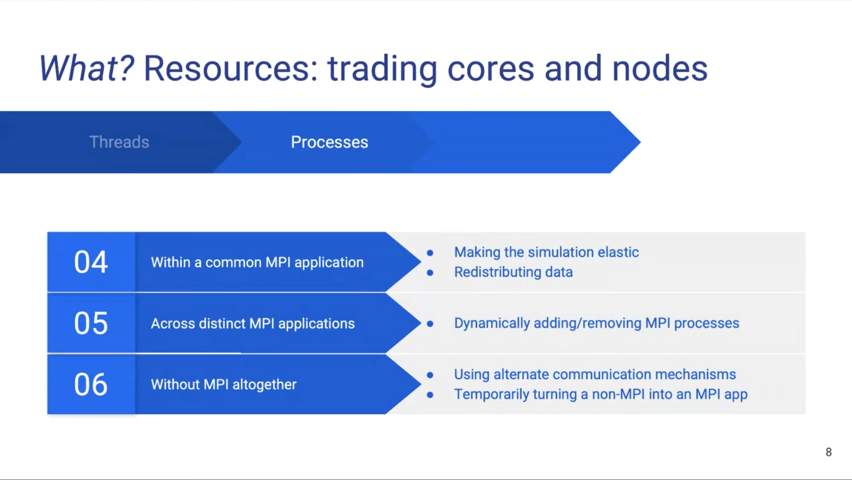 What? Resources: trading cores and nodes
Threads
Processes
04
Within a common MPI application
● Making the simulation elastic
● Redistributing data
05
Across distinct MPI applications
● Dynamically adding/removing MPI processes
06
Without MPI altogether
● Using alternate communication mechanisms
● Temporarily turning a non-MPI into an MPI app
8